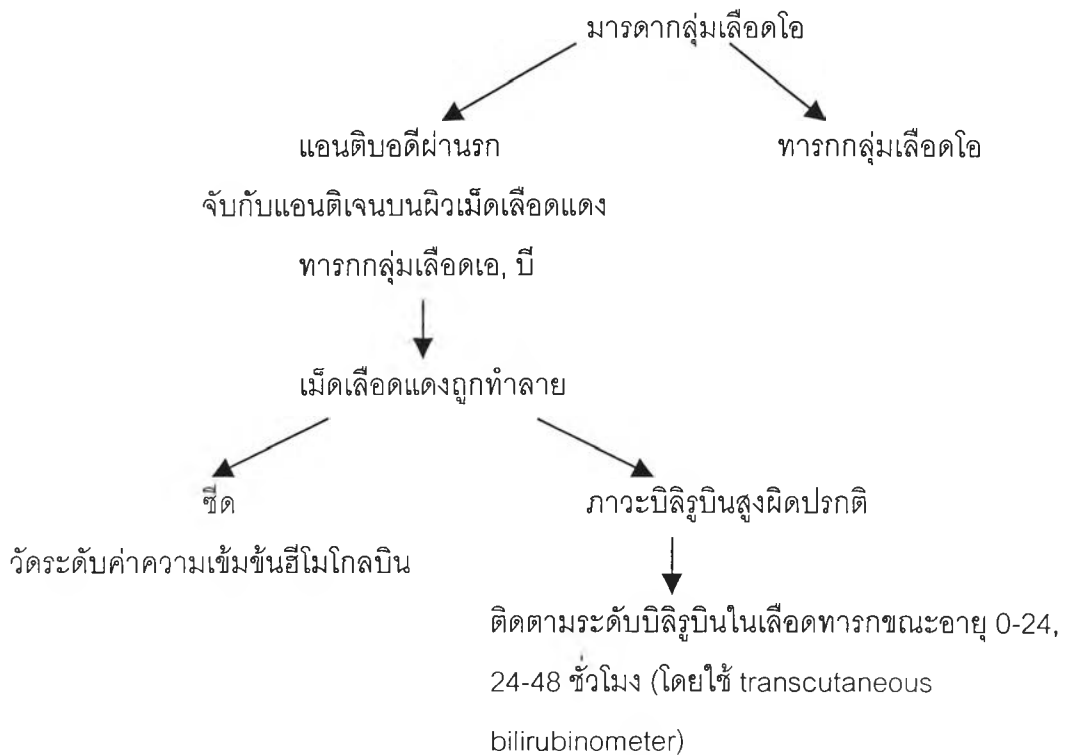 มารดากลุ่มเลือดโอ
แอนติบอดีผ่านรก
ทารกกลุ่มเลือดโอ
จับกับแอนติเจนบนผิวเม็ดเลือดแดง
ทารกกลุ่มเลือดเอ, บี
เม็ดเลือดแดงถูกทำลาย
ซีด
ภาวะบิลิรูบินสูงผิดปรกติ
วัดระดับค่าความเข้มข้นฮีโมโกลบิน
ติดตามระดับบิลิรูบินในเลือดทารกขณะอายุ 0-24,
24-48 ชั่วโมง (โดยใช้ transcutaneous
bilirubinometer)